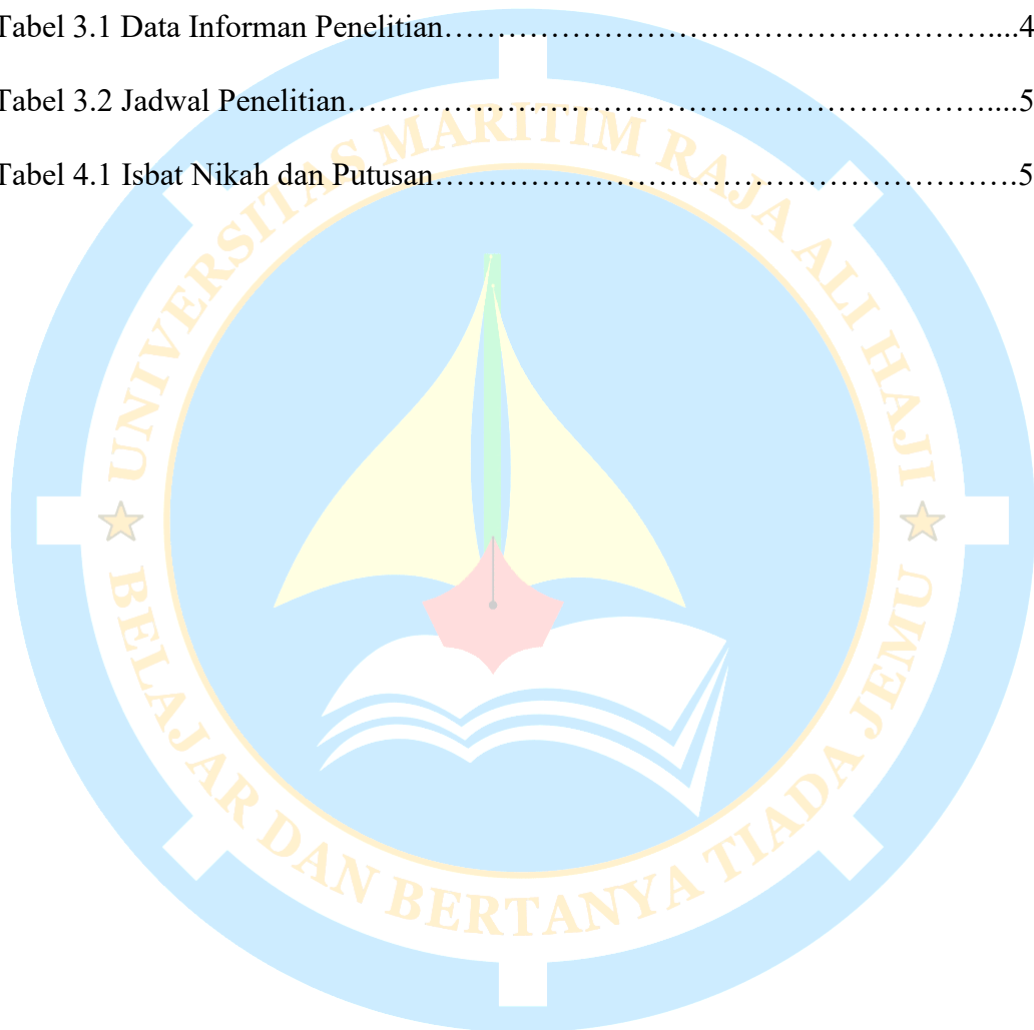 Tabel 3.1 Data Informan Penelitian…………………………………………………....4
Tabel 3.2 Jadwal Penelitian……………………………………………………………....5
Tabel 4.1 Isbat Nikah dan Putusan…………………………………………………….5
UNIVERSITAS MARITIM RAJA ALI HAJI
BELAJAR DAN BERTANYA TIADA JEMU